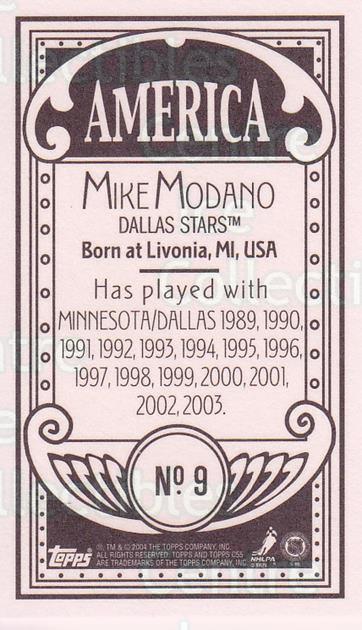 AMERICA
MIKE MODANO
DALLAS STARS™
Born at Livonia, MI, USA
Has played with
MINNESOTA/DALLAS 1989, 1990,
1991, 1992, 1993, 1994, 1995, 1996,
1997, 1998, 1999, 2000, 2001,
2002, 2003.
Nº 9
topps
®, TM & © 2004 THE TOPPS COMPANY, INC.
ALL RIGHTS RESERVED. TOPPS AND TOPPS C55
ARE TRADEMARKS OF THE TOPPS COMPANY, INC.
NHLPA